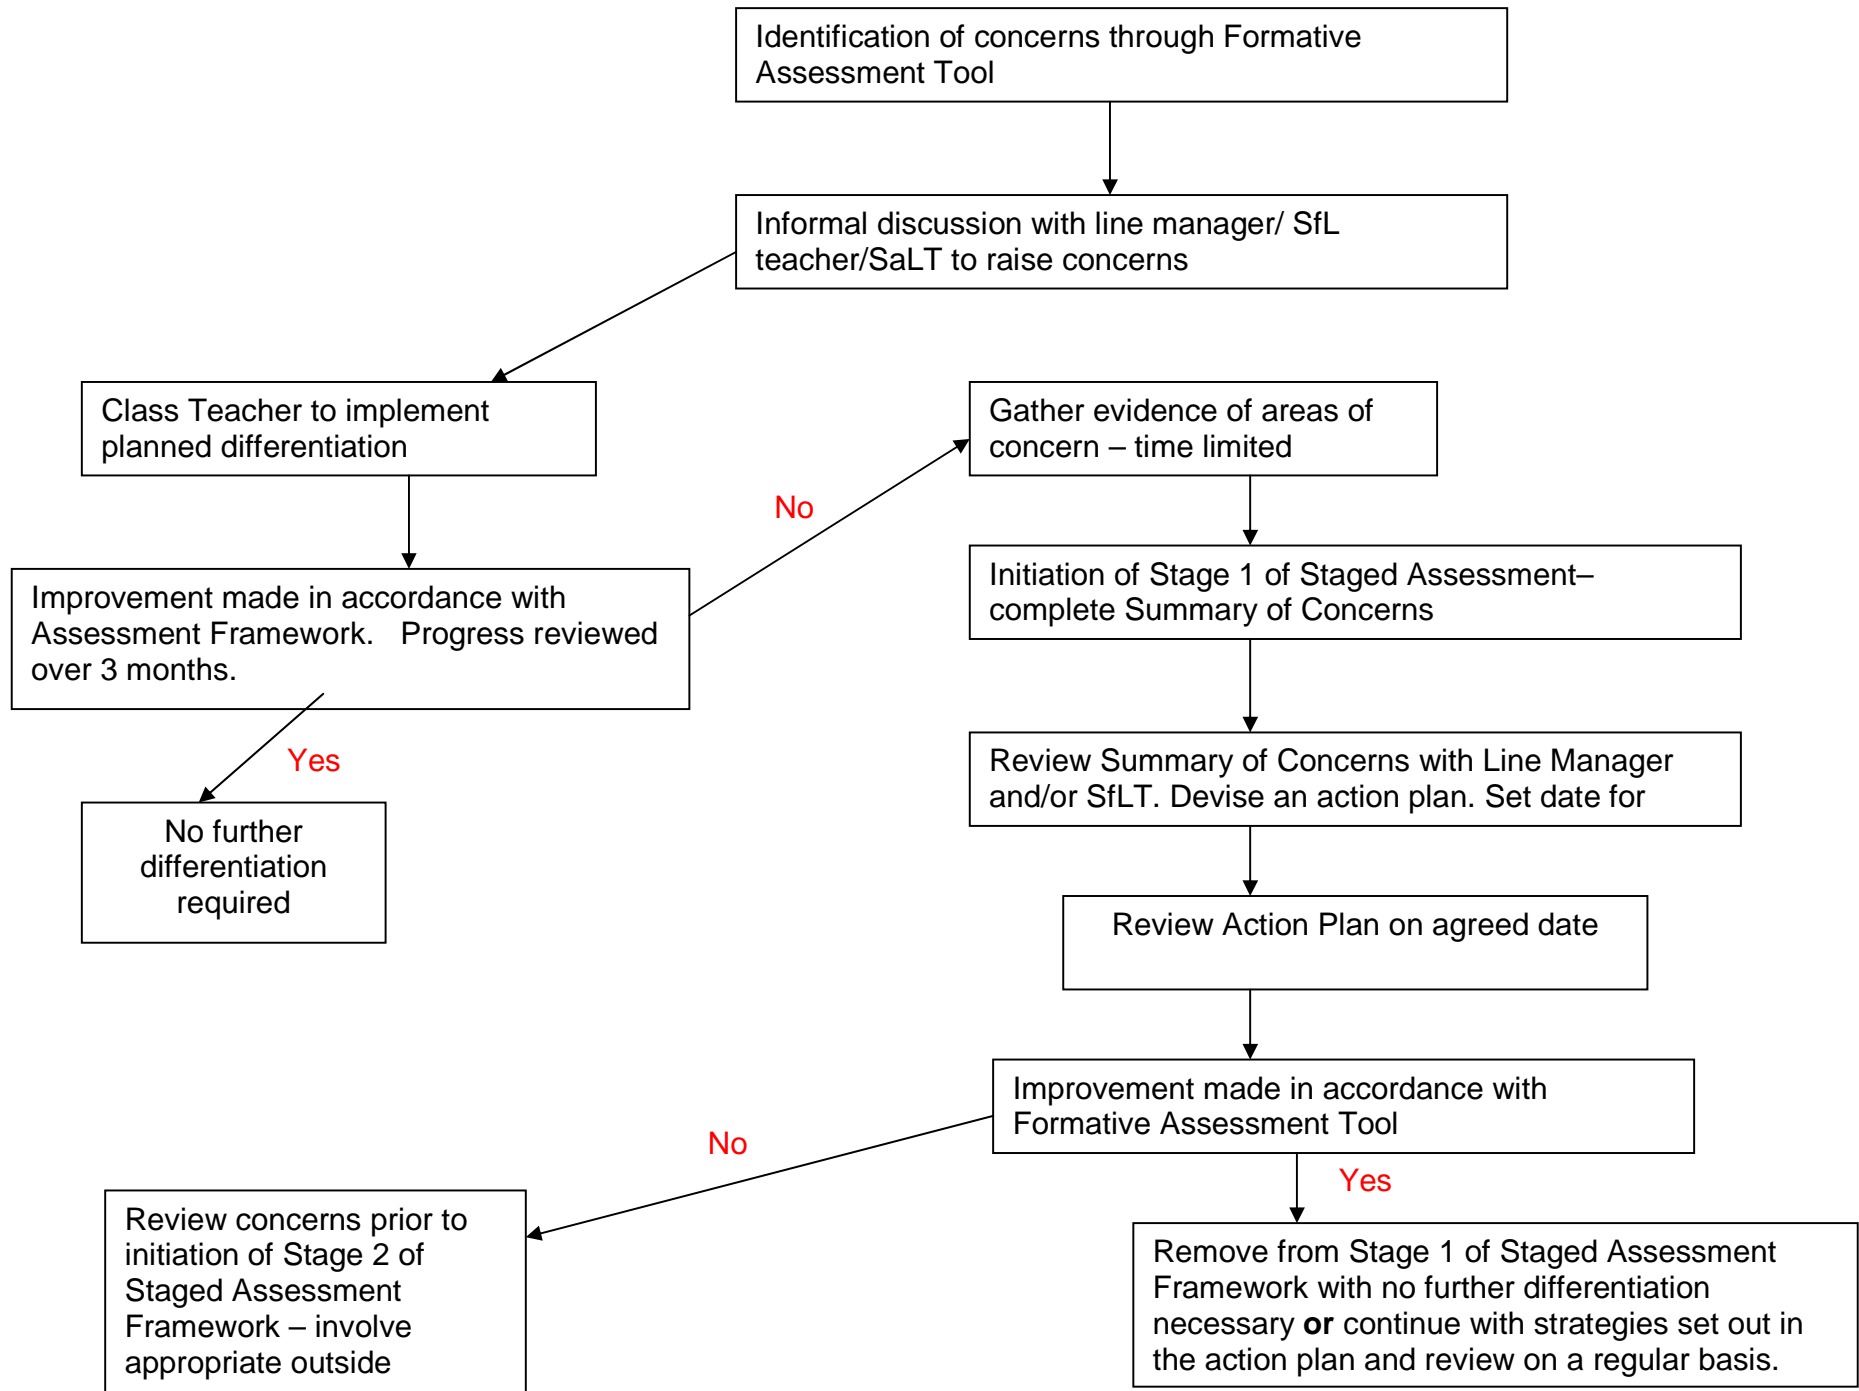 Identification of concerns through Formative
Assessment Tool
Informal discussion with line manager/ SfL
teacher/SaLT to raise concerns
Class Teacher to implement
planned differentiation
Gather evidence of areas of
concern – time limited
No
Improvement made in accordance with
Assessment Framework.   Progress reviewed
over 3 months.
Initiation of Stage 1 of Staged Assessment–
complete Summary of Concerns
Yes
Review Summary of Concerns with Line Manager
and/or SfLT. Devise an action plan. Set date for
No further
differentiation
required
Review Action Plan on agreed date
Improvement made in accordance with
Formative Assessment Tool
No
Yes
Review concerns prior to
initiation of Stage 2 of
Staged Assessment
Framework – involve
appropriate outside
Remove from Stage 1 of Staged Assessment
Framework with no further differentiation
necessary or continue with strategies set out in
the action plan and review on a regular basis.